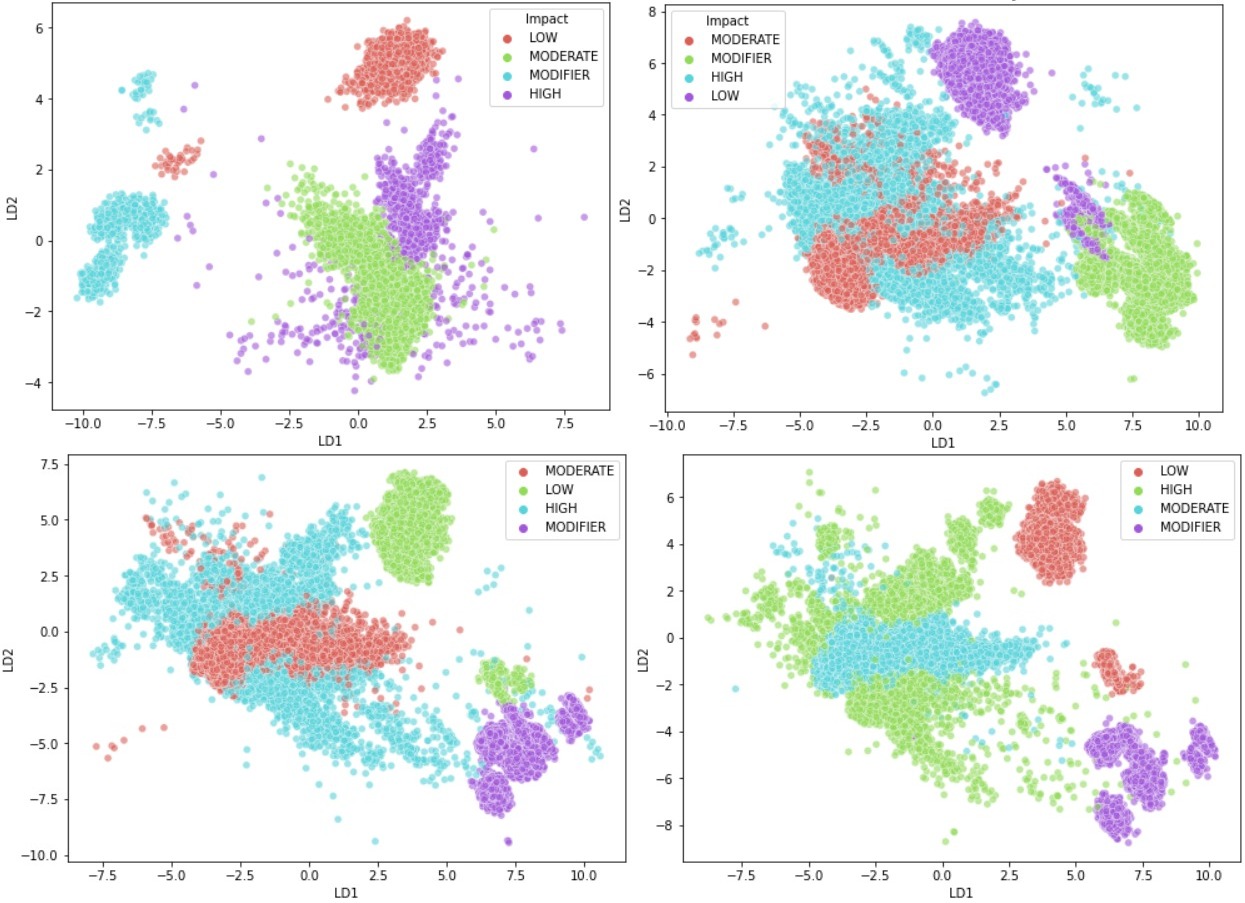 Impact
LOW
MODERATE
MODIFIER
HIGH
6
4
2
0
−2
−4
LD2
−10.0 −7.5 −5.0 −2.5 0.0 2.5 5.0 7.5
LD1
Impact
MODERATE
MODIFIER
HIGH
LOW
8
6
4
2
0
−2
−4
−6
LD2
−10.0 −7.5 −5.0 −2.5 0.0 2.5 5.0 7.5 10.0
LD1
MODERATE
LOW
HIGH
MODIFIER
7.5
5.0
2.5
0.0
−2.5
−5.0
−7.5
−10.0
LD2
−7.5 −5.0 −2.5 0.0 2.5 5.0 7.5 10.0
LD1
LOW
HIGH
MODERATE
MODIFIER
6
4
2
0
−2
−4
−6
−8
LD2
−7.5 −5.0 −2.5 0.0 2.5 5.0 7.5 10.0
LD1